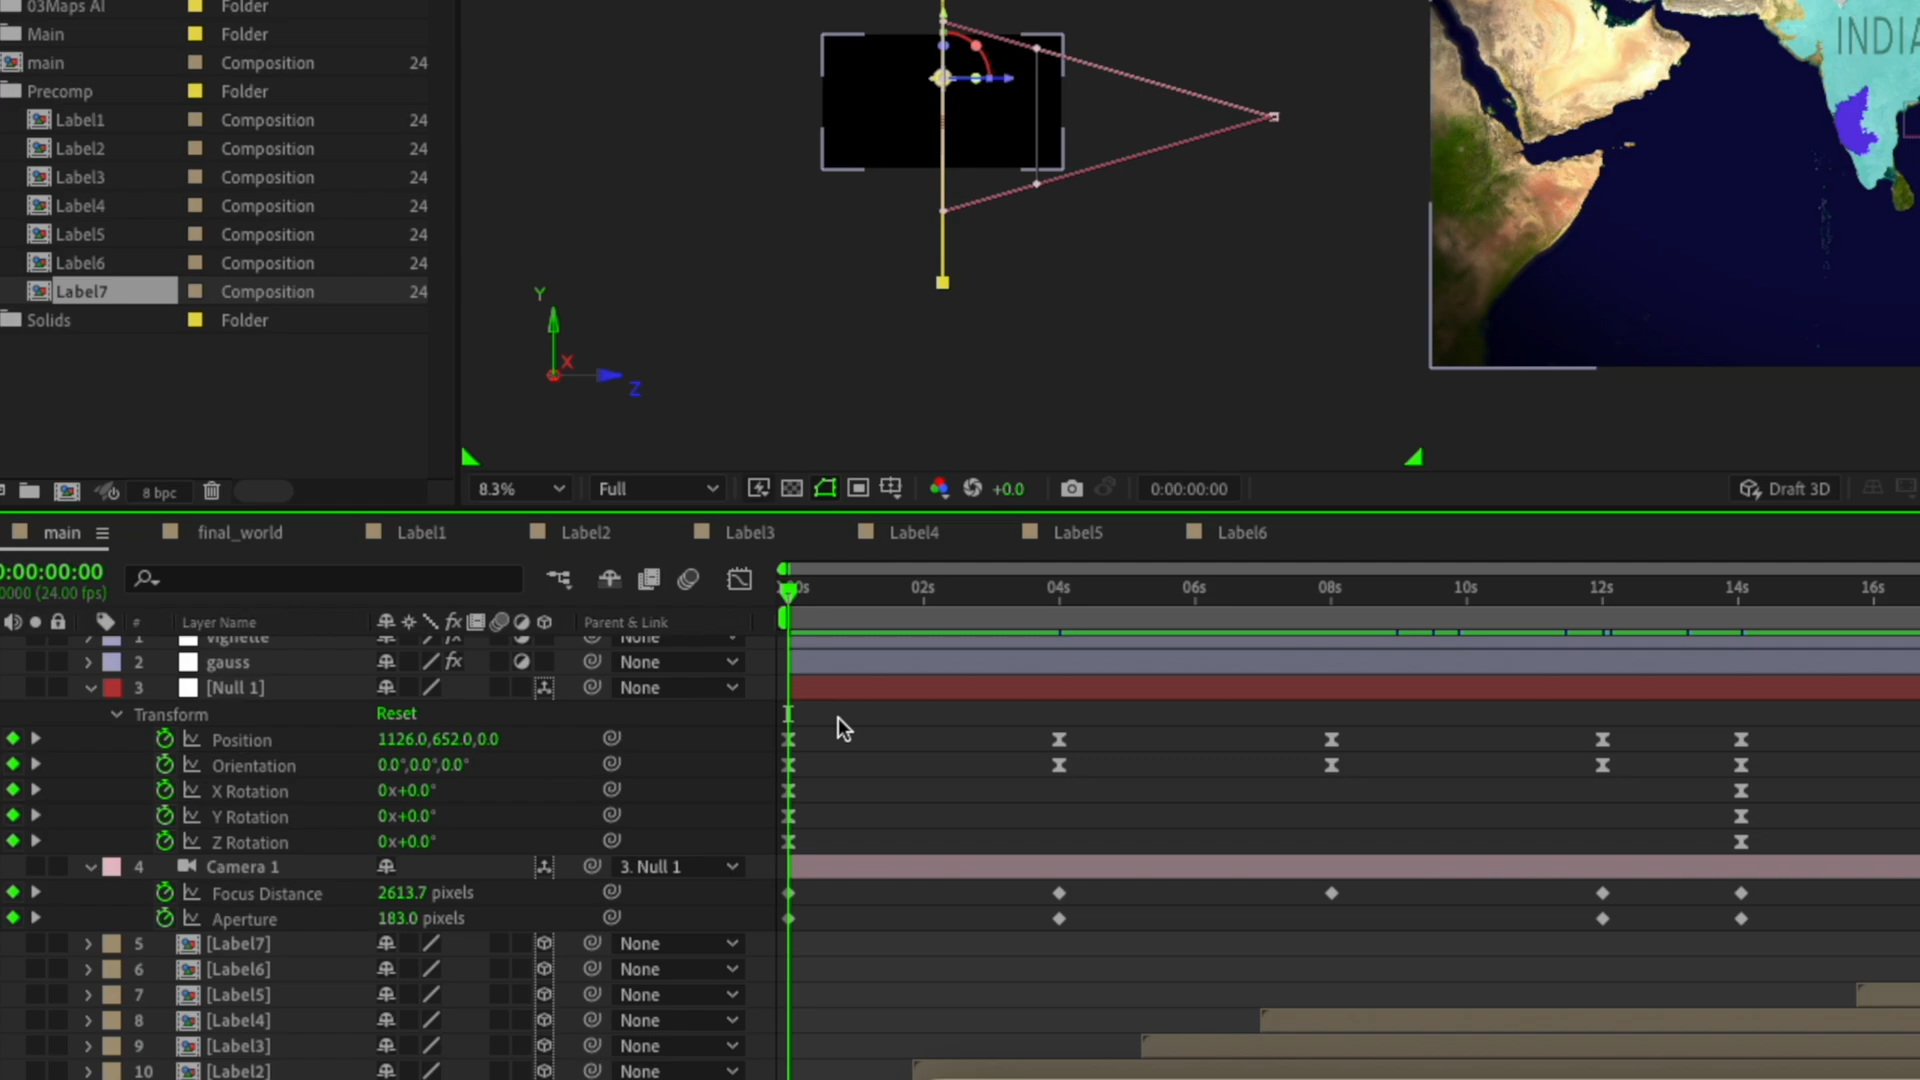 03Maps AI Folder
Main Folder
main Composition 24
Precomp Folder
Label1 Composition 24
Label2 Composition 24
Label3 Composition 24
Label4 Composition 24
Label5 Composition 24
Label6 Composition 24
Label7 Composition 24
Solids Folder
INDIA
Y
X
Z
8 bpc
8.3% Full +0.0 0:00:00:00 Draft 3D
main final_world Label1 Label2 Label3 Label4 Label5 Label6
0:00:00:00
0000 (24.00 fps)
02s 04s 06s 08s 10s 12s 14s 16s
# Layer Name fx Parent & Link
1 vignette fx None
2 gauss fx None
3 [Null 1] None
Transform Reset
Position 1126.0,652.0,0.0
Orientation 0.0°,0.0°,0.0°
X Rotation 0x+0.0°
Y Rotation 0x+0.0°
Z Rotation 0x+0.0°
4 Camera 1 3. Null 1
Focus Distance 2613.7 pixels
Aperture 183.0 pixels
5 [Label7] None
6 [Label6] None
7 [Label5] None
8 [Label4] None
9 [Label3] None
10 [Label2] None